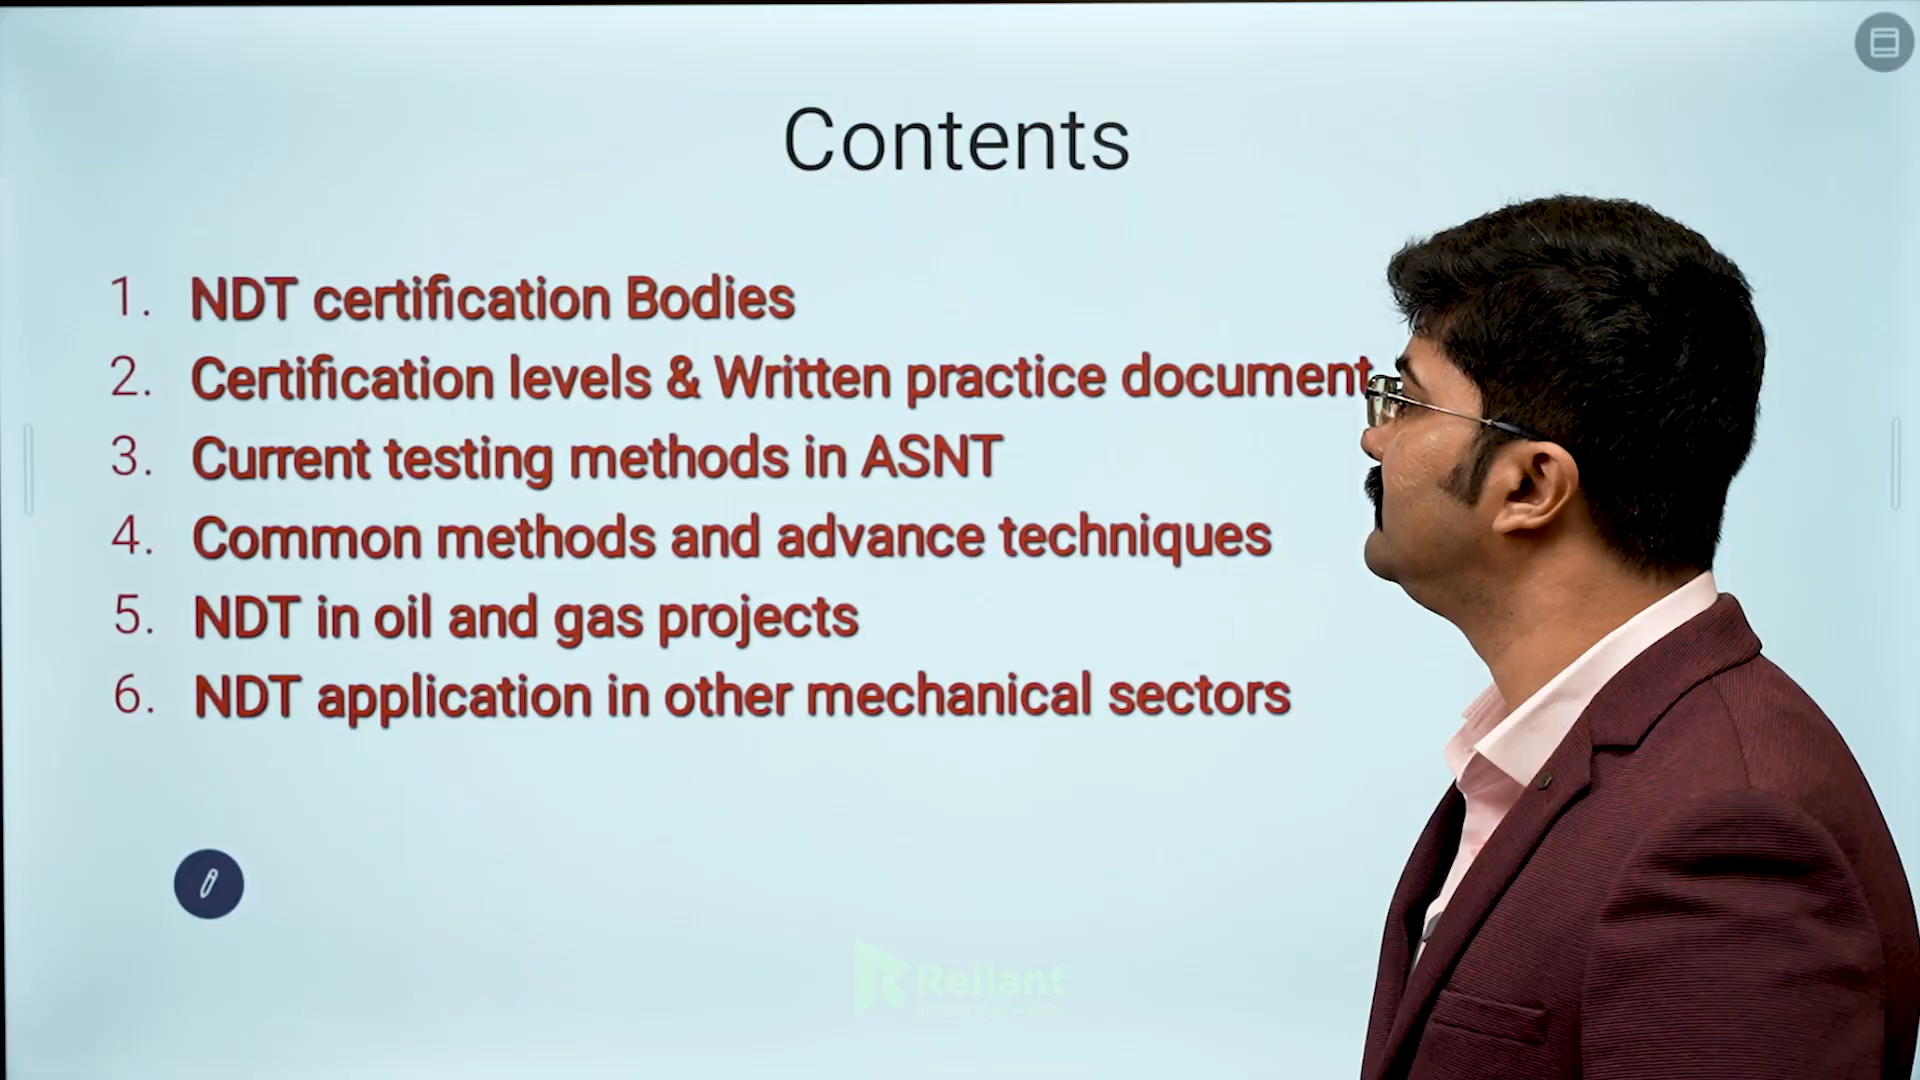 Contents
1. NDT certification Bodies
2. Certification levels & Written practice document
3. Current testing methods in ASNT
4. Common methods and advance techniques
5. NDT in oil and gas projects
6. NDT application in other mechanical sectors
Reliant